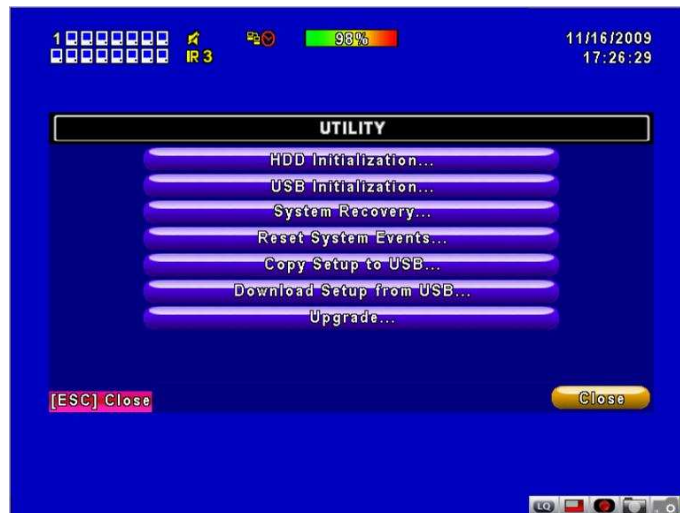 1
IR 3
98%
11/16/2009
17:26:29
UTILITY
HDD Initialization...
USB Initialization...
System Recovery...
Reset System Events...
Copy Setup to USB...
Download Setup from USB...
Upgrade...
[ESC] Close
Close
LQ